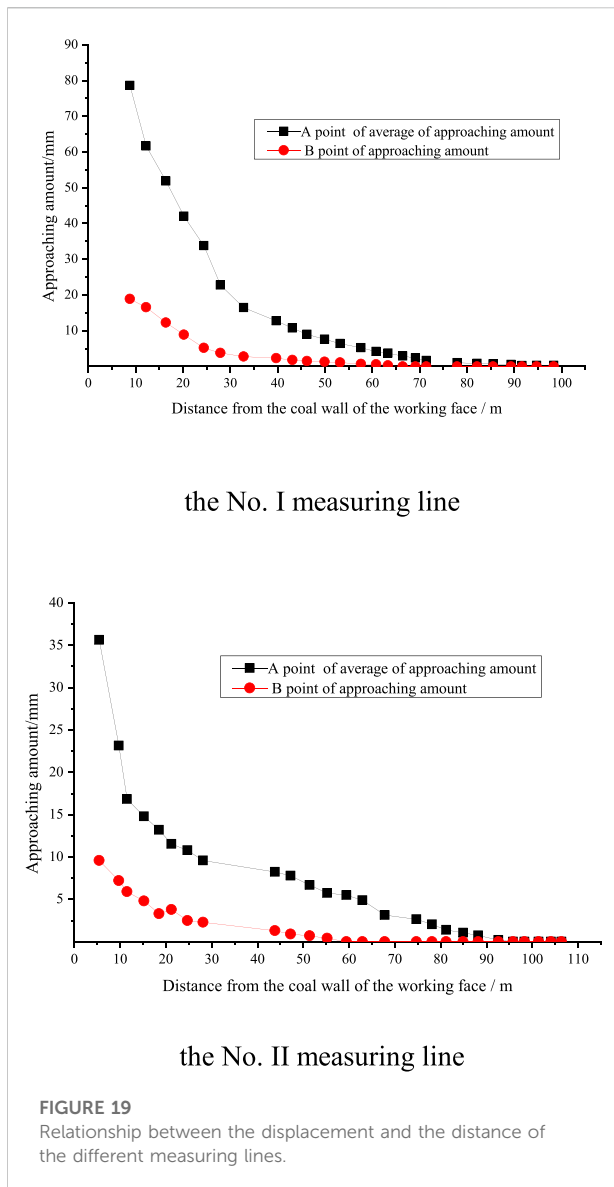 90
80
70
60
50
40
30
20
10
Approaching amount/mm
A point of average of approaching amount
B point of approaching amount
0 10 20 30 40 50 60 70 80 90 100
Distance from the coal wall of the working face / m
the No. I measuring line
40
35
30
25
20
15
10
5
Approaching amount/mm
A point of average of approaching amount
B point of approaching amount
0 10 20 30 40 50 60 70 80 90 100 110
Distance from the coal wall of the working face / m
the No. II measuring line
FIGURE 19
Relationship between the displacement and the distance of
the different measuring lines.